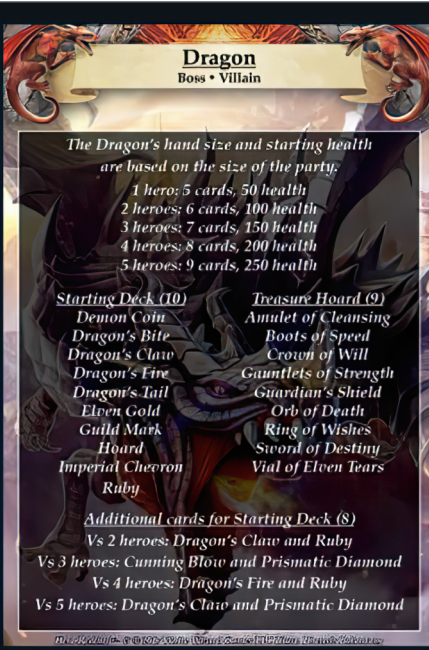 Dragon
Boss • Villain
The Dragon's hand size and starting health
are based on the size of the party:
1 hero: 5 cards, 50 health
2 heroes: 6 cards, 100 health
3 heroes: 7 cards, 150 health
4 heroes: 8 cards, 200 health
5 heroes: 9 cards, 250 health
Starting Deck (10)
Demon Coin
Dragon's Bite
Dragon's Claw
Dragon's Fire
Dragon's Tail
Elven Gold
Guild Mark
Hoard
Imperial Chevron
Ruby
Treasure Hoard (9)
Amulet of Cleansing
Boots of Speed
Crown of Will
Gauntlets of Strength
Guardian's Shield
Orb of Death
Ring of Wishes
Sword of Destiny
Vial of Elven Tears
Additional cards for Starting Deck (8)
Vs 2 heroes: Dragon's Claw and Ruby
Vs 3 heroes: Cunning Blow and Prismatic Diamond
Vs 4 heroes: Dragon's Fire and Ruby
Vs 5 heroes: Dragon's Claw and Prismatic Diamond